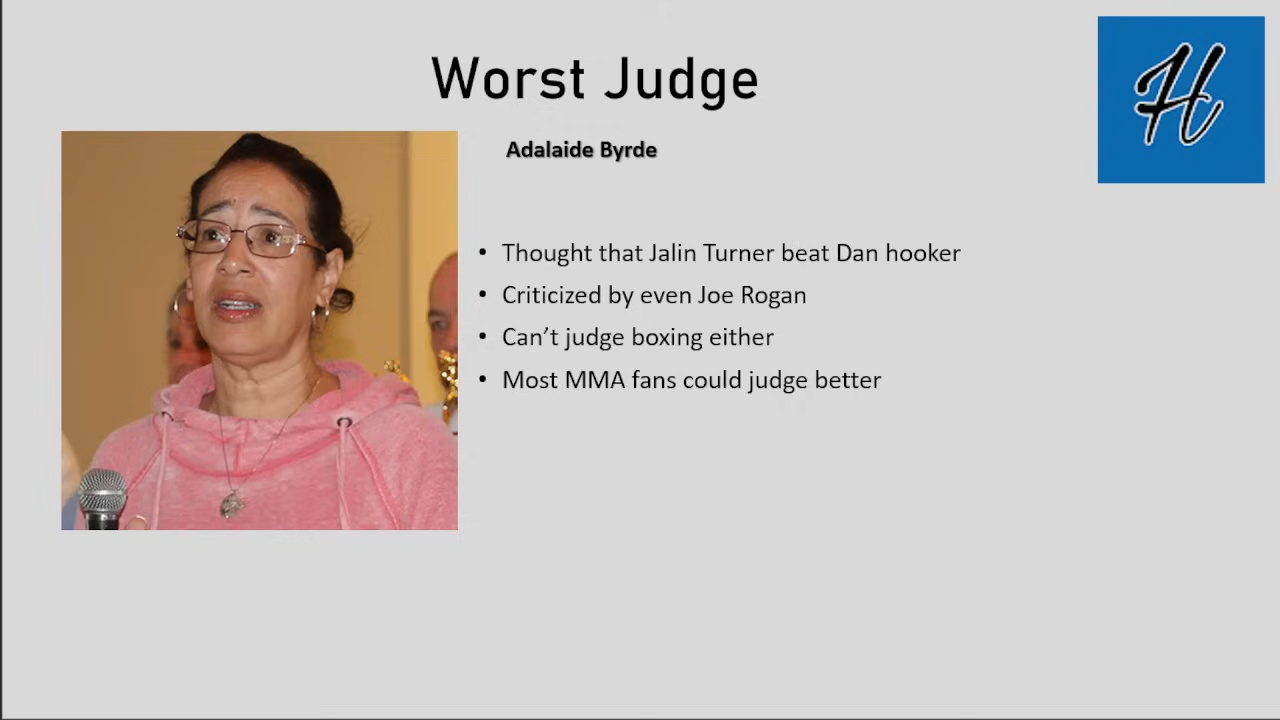 Worst Judge
H
Adalaide Byrde
• Thought that Jalin Turner beat Dan hooker
• Criticized by even Joe Rogan
• Can’t judge boxing either
• Most MMA fans could judge better